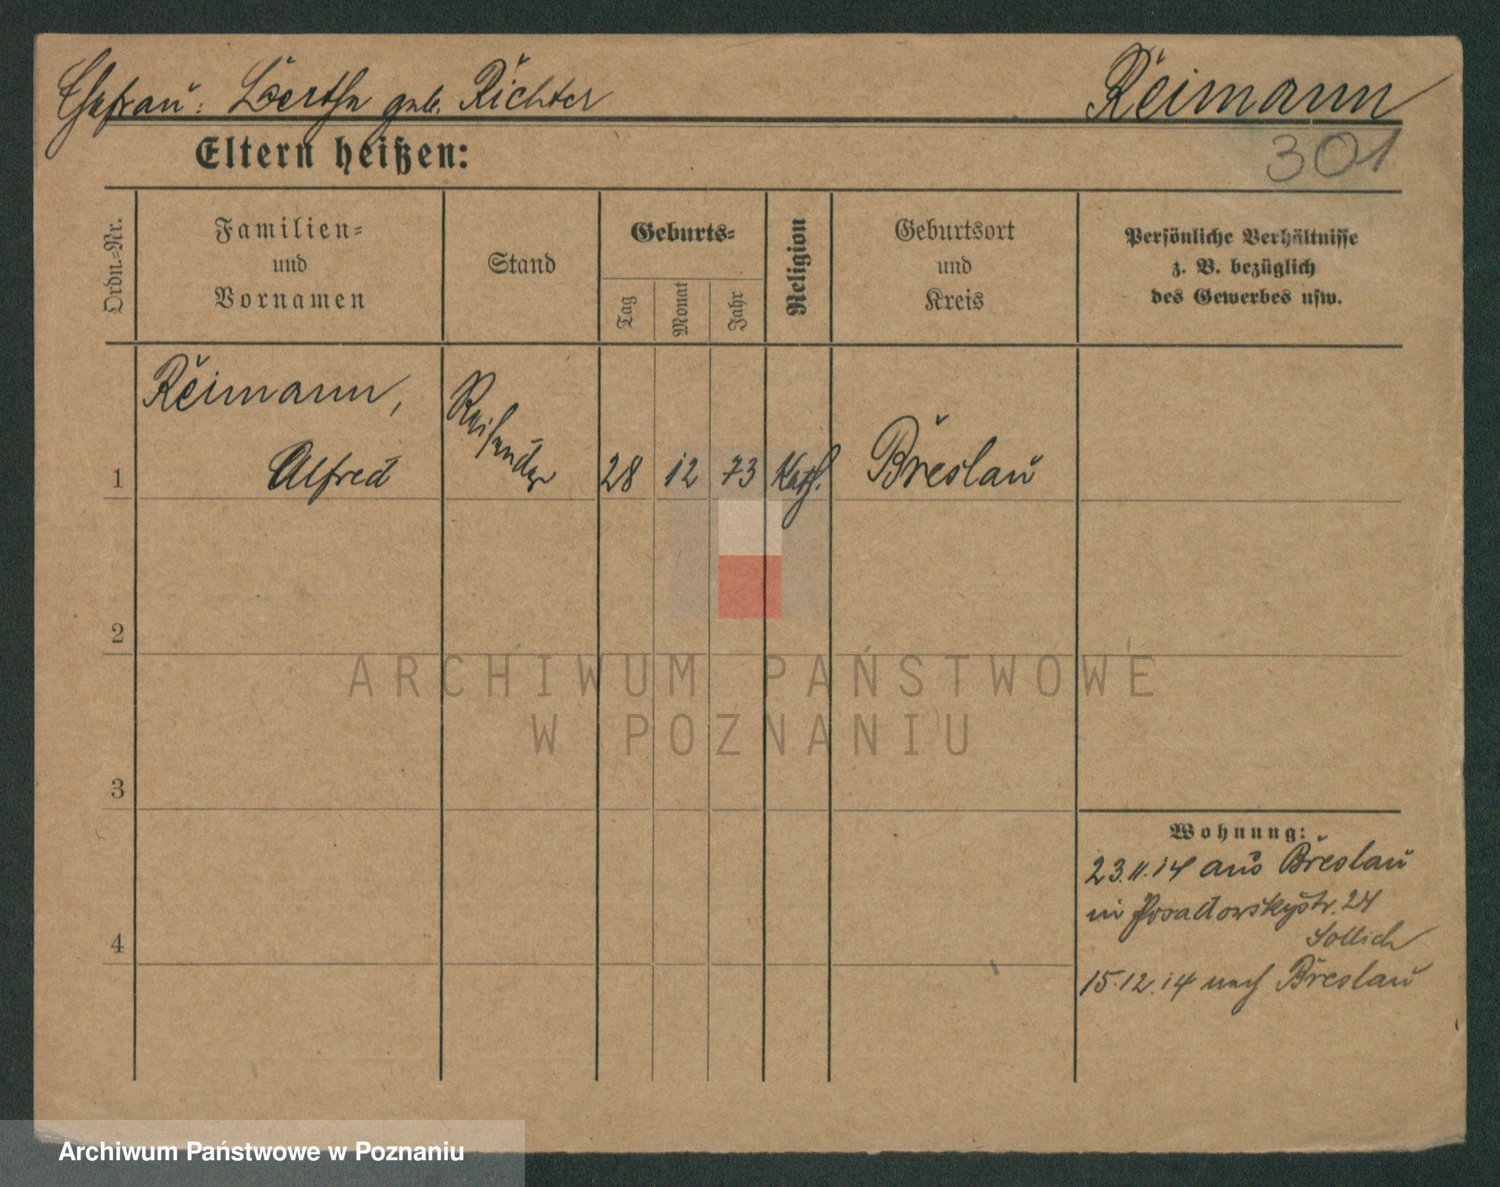 Ehefrau: Bertha geb. Richter
Reimann
301
Eltern heißen:
Ordn.-Nr.
Familien-
und
Vornamen
Stand
Geburts-
Tag
Monat
Jahr
Religion
Geburtsort
und
Kreis
Persönliche Verhältnisse
z. B. bezüglich
des Gewerbes usw.
1
Reimann,
Alfred
Reisender
28
12
73
Kath.
Breslau
2
3
4
Wohnung:
23.11.14 aus Breslau
in Posadowskystr. 24
15.12.14 nach Breslau
ARCHIWUM PAŃSTWOWE
W POZNANIU
Archiwum Państwowe w Poznaniu